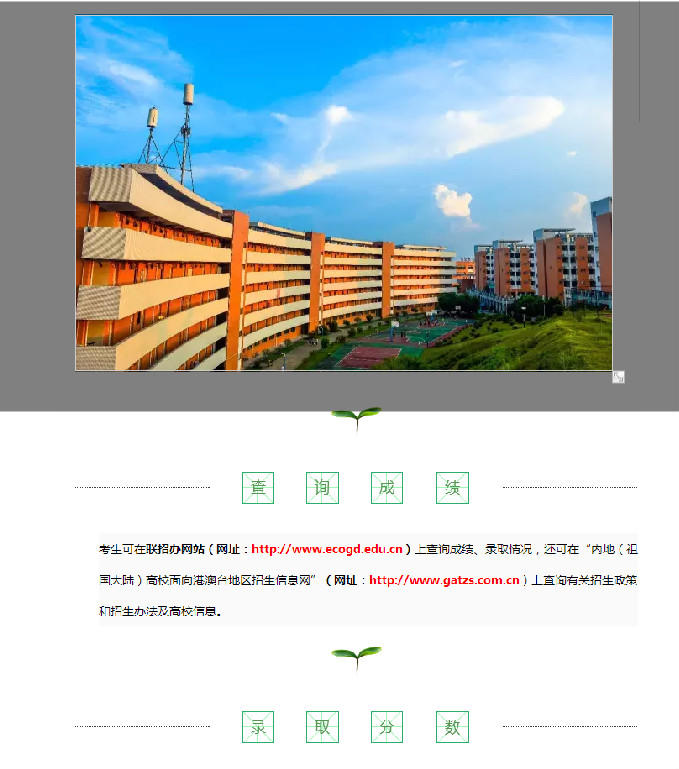 查询成绩
考生可在联招办网站（网址：http://www.ecogd.edu.cn）上查询成绩、录取情况，还可在“内地（祖
国大陆）高校面向港澳台地区招生信息网”（网址：http://www.gatzs.com.cn）上查询有关招生政策
和招生办法及高校信息。
录取分数